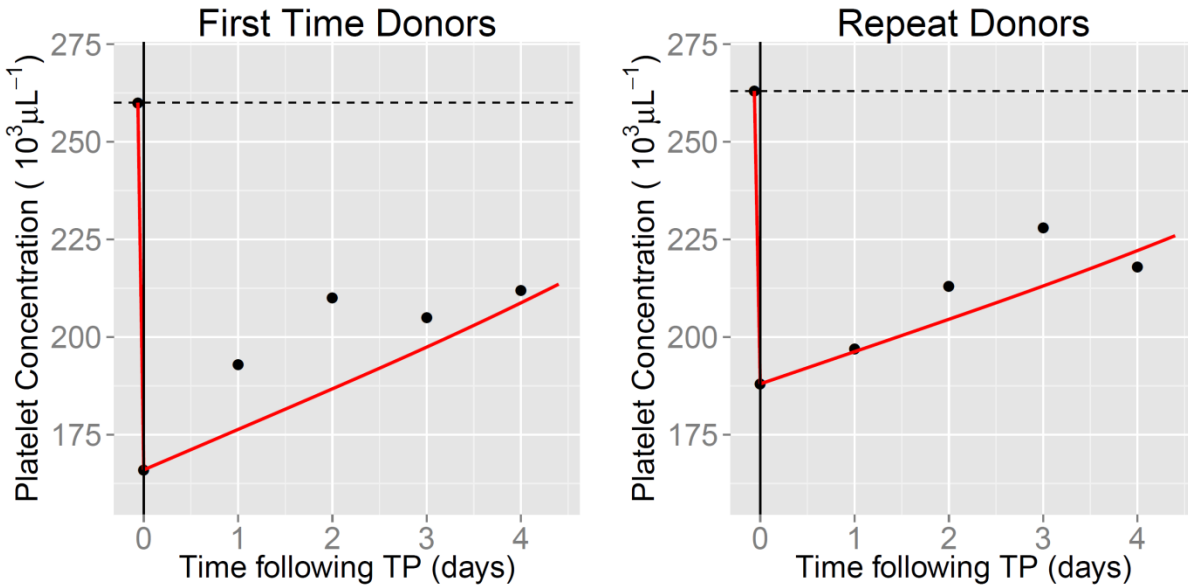 First Time Donors
Platelet Concentration ( 10³μL⁻¹)
275
250
225
200
175
0 1 2 3 4
Time following TP (days)
Repeat Donors
Platelet Concentration ( 10³μL⁻¹)
275
250
225
200
175
0 1 2 3 4
Time following TP (days)